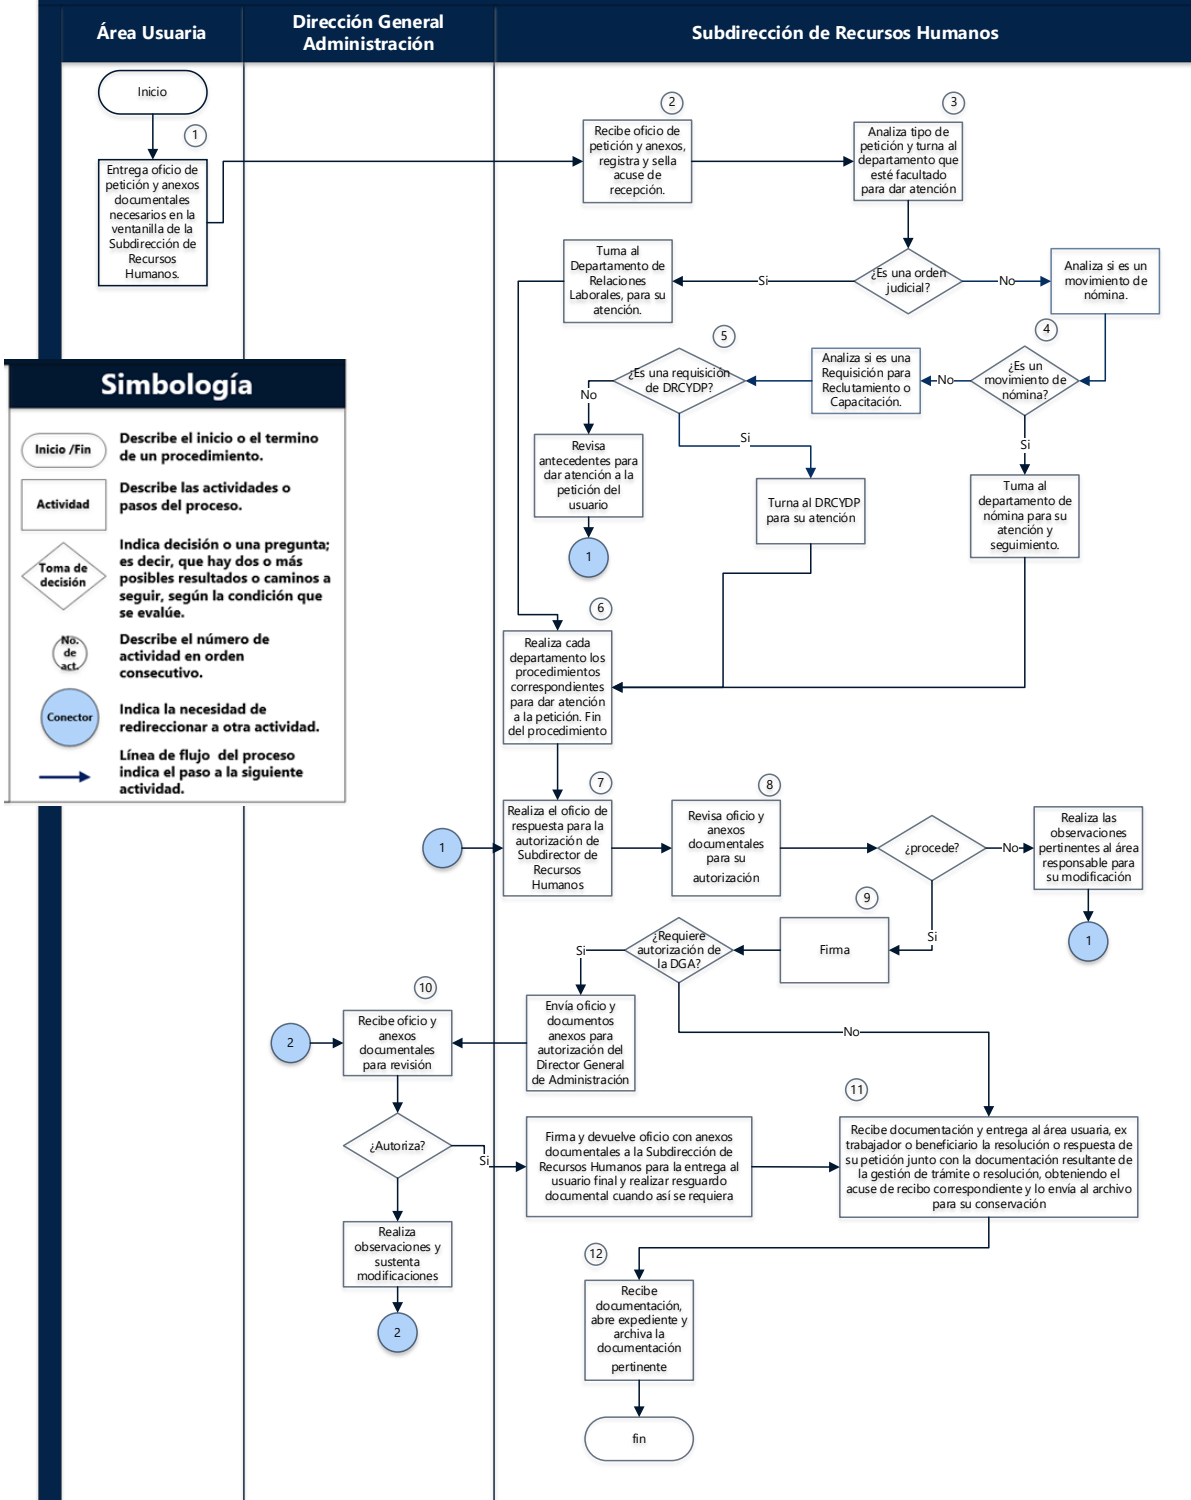 Área Usuaria
Dirección General
Administración
Subdirección de Recursos Humanos
Inicio
1
Entrega oficio de
petición y anexos
documentales
necesarios en la
ventanilla de la
Subdirección de
Recursos
Humanos.
2
Recibe oficio de
petición y anexos,
registra y sella
acuse de
recepción.
3
Analiza tipo de
petición y turna al
departamento que
esté facultado
para dar atención
¿Es una orden
judicial?
Si
No
Turna al
Departamento de
Relaciones
Laborales, para su
atención.
Analiza si es un
movimiento de
nómina.
4
¿Es un
movimiento de
nómina?
No
Si
Analiza si es una
Requisición para
Reclutamiento o
Capacitación.
5
¿Es una requisición
de DRCYDP?
No
Si
Revisa
antecedentes para
dar atención a la
petición del
usuario
1
Turna al DRCYDP
para su atención
Turna al
departamento de
nómina para su
atención y
seguimiento.
Simbología
Inicio /Fin
Describe el inicio o el termino
de un procedimiento.
Actividad
Describe las actividades o
pasos del proceso.
Toma de
decisión
Indica decisión o una pregunta;
es decir, que hay dos o más
posibles resultados o caminos a
seguir, según la condición que
se evalúe.
No.
de
act.
Describe el número de
actividad en orden
consecutivo.
Conector
Indica la necesidad de
redireccionar a otra actividad.
Línea de flujo del proceso
indica el paso a la siguiente
actividad.
6
Realiza cada
departamento los
procedimientos
correspondientes
para dar atención
a la petición. Fin
del procedimiento
7
1
Realiza el oficio de
respuesta para la
autorización de
Subdirector de
Recursos
Humanos
8
Revisa oficio y
anexos
documentales
para su
autorización
¿procede?
No
Si
Realiza las
observaciones
pertinentes al área
responsable para
su modificación
1
9
Firma
¿Requiere
autorización de
la DGA?
Si
No
Envía oficio y
documentos
anexos para
autorización del
Director General
de Administración
10
2
Recibe oficio y
anexos
documentales
para revisión
¿Autoriza?
Si
Firma y devuelve oficio con anexos
documentales a la Subdirección de
Recursos Humanos para la entrega al
usuario final y realizar resguardo
documental cuando así se requiera
11
Recibe documentación y entrega al área usuaria, ex
trabajador o beneficiario la resolución o respuesta de
su petición junto con la documentación resultante de
la gestión de trámite o resolución, obteniendo el
acuse de recibo correspondiente y lo envía al archivo
para su conservación
Realiza
observaciones y
sustenta
modificaciones
2
12
Recibe
documentación,
abre expediente y
archiva la
documentación
pertinente
fin